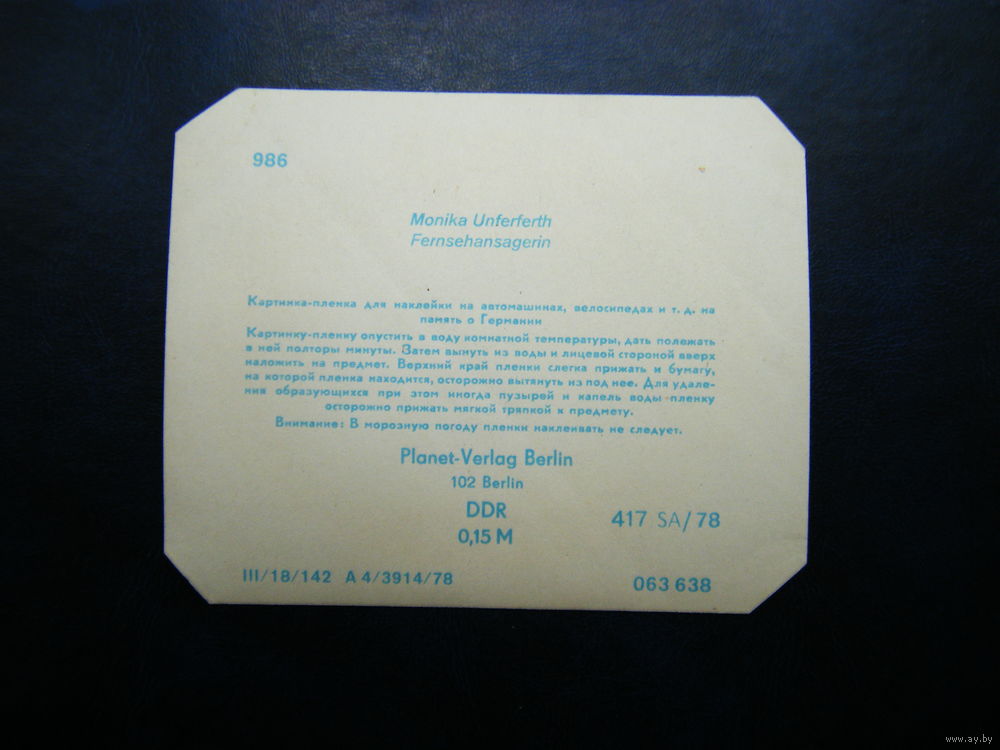 986
Monika Unferferth
Fernsehansagerin
Картинка-пленка для наклейки на автомашинах, велосипедах и т. д. на
память о Германии
Картинку-пленку опустить в воду комнатной температуры, дать полежать
в ней полторы минуты. Затем вынуть из воды и лицевой стороной вверх
наложить на предмет. Верхний край пленки слегка прижать и бумагу,
на которой пленка находится, осторожно вытянуть из под нее. Для удале-
ния образующихся при этом иногда пузырей и капель воды пленку
осторожно прижать мягкой тряпкой к предмету.
Внимание: В морозную погоду пленки наклеивать не следует.
Planet-Verlag Berlin
102 Berlin
DDR
0,15 M
417 SA/78
III/18/142 A 4/3914/78
063 638
www.ay.by